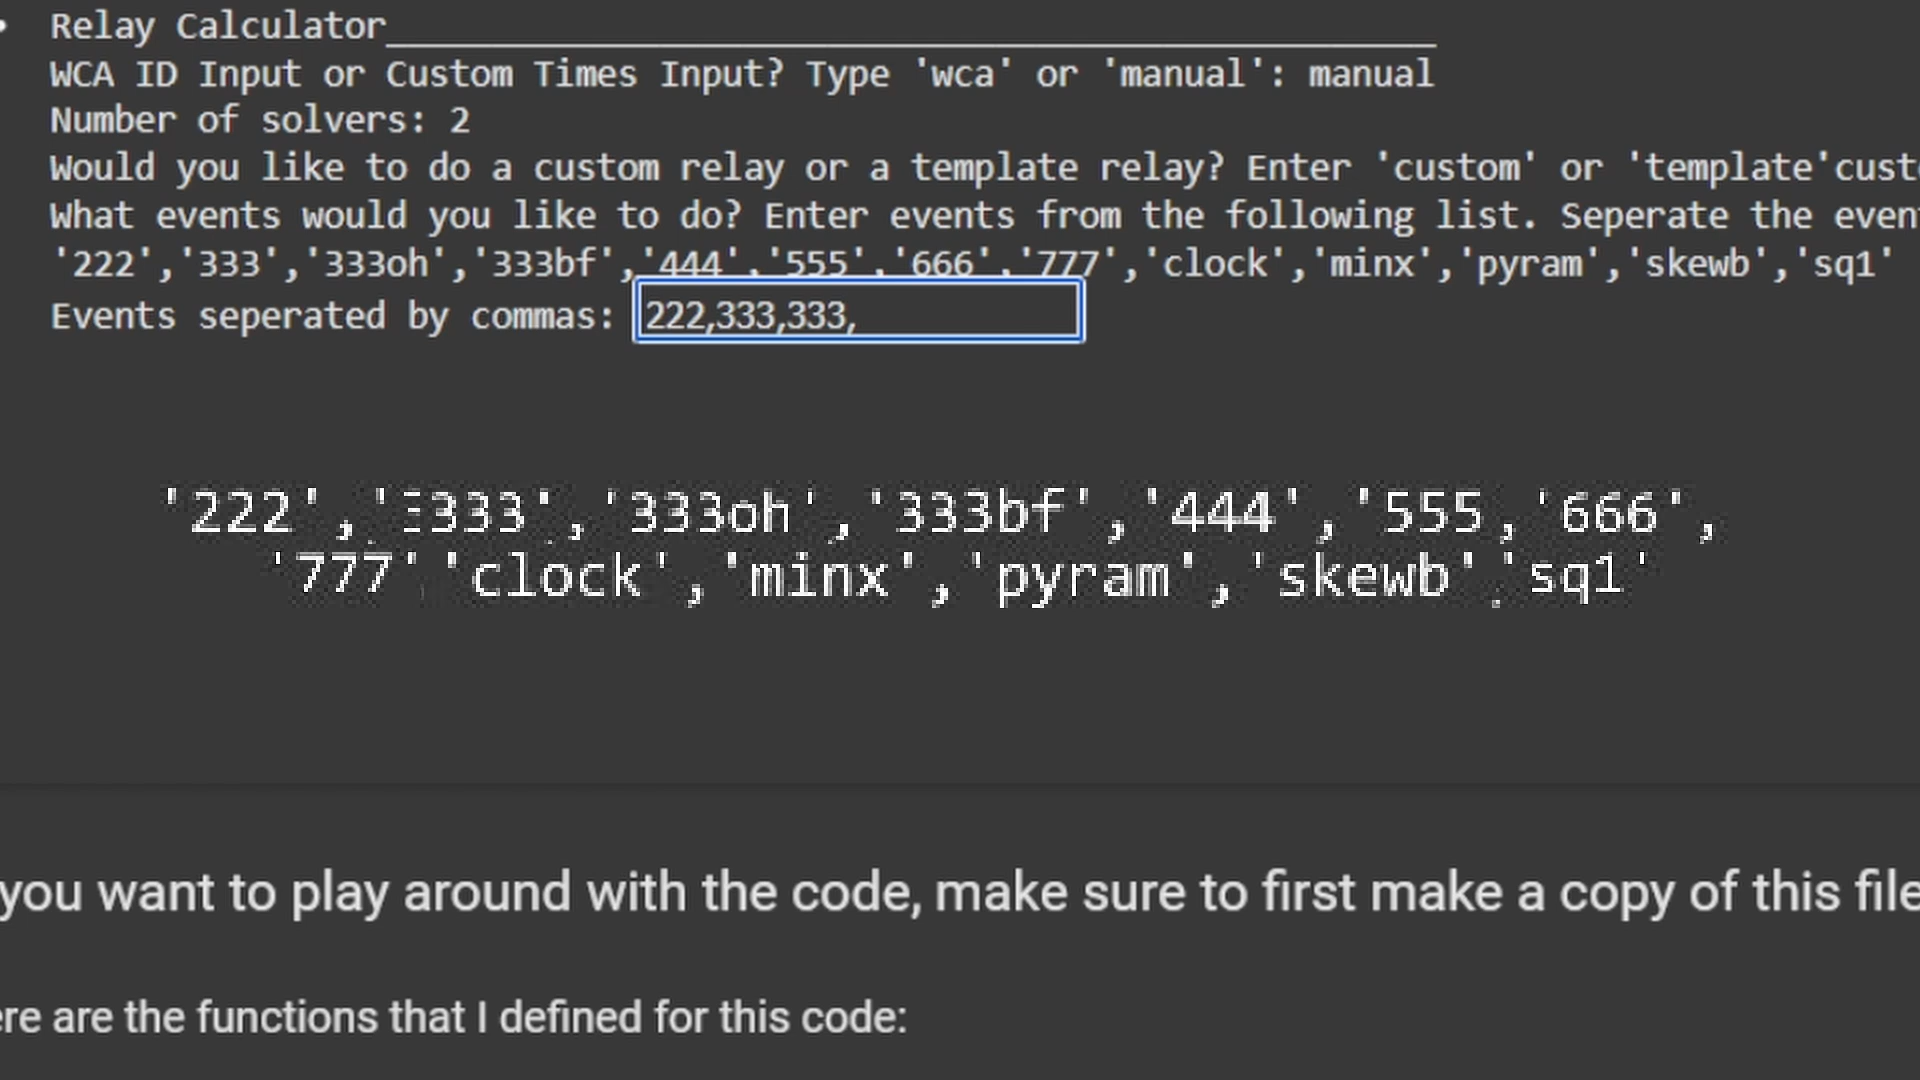 Relay Calculator
WCA ID Input or Custom Times Input? Type 'wca' or 'manual': manual
Number of solvers: 2
Would you like to do a custom relay or a template relay? Enter 'custom' or 'template'custo
What events would you like to do? Enter events from the following list. Seperate the even
'222','333','333oh','333bf','444','555','666','777','clock','minx','pyram','skewb','sq1'
Events seperated by commas: 222,333,333,
'222','333','333oh','333bf','444','555,'666',
'777' 'clock','minx','pyram','skewb','sq1'
you want to play around with the code, make sure to first make a copy of this file
ere are the functions that I defined for this code: